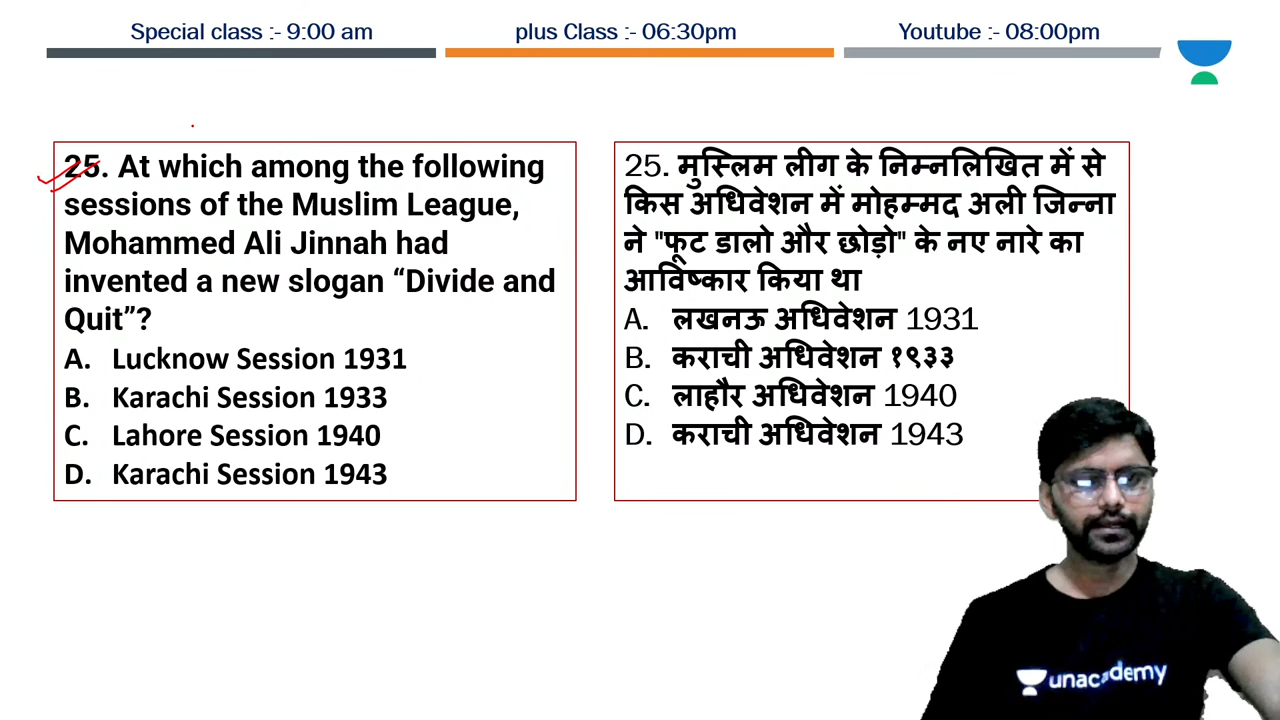 Special class :- 9:00 am
plus Class :- 06:30pm
Youtube :- 08:00pm
25. At which among the following
sessions of the Muslim League,
Mohammed Ali Jinnah had
invented a new slogan “Divide and
Quit”?
A. Lucknow Session 1931
B. Karachi Session 1933
C. Lahore Session 1940
D. Karachi Session 1943
25. मुस्लिम लीग के निम्नलिखित में से
किस अधिवेशन में मोहम्मद अली जिन्ना
ने "फूट डालो और छोड़ो" के नए नारे का
आविष्कार किया था
A. लखनऊ अधिवेशन 1931
B. कराची अधिवेशन १९३३
C. लाहौर अधिवेशन 1940
D. कराची अधिवेशन 1943
unacademy